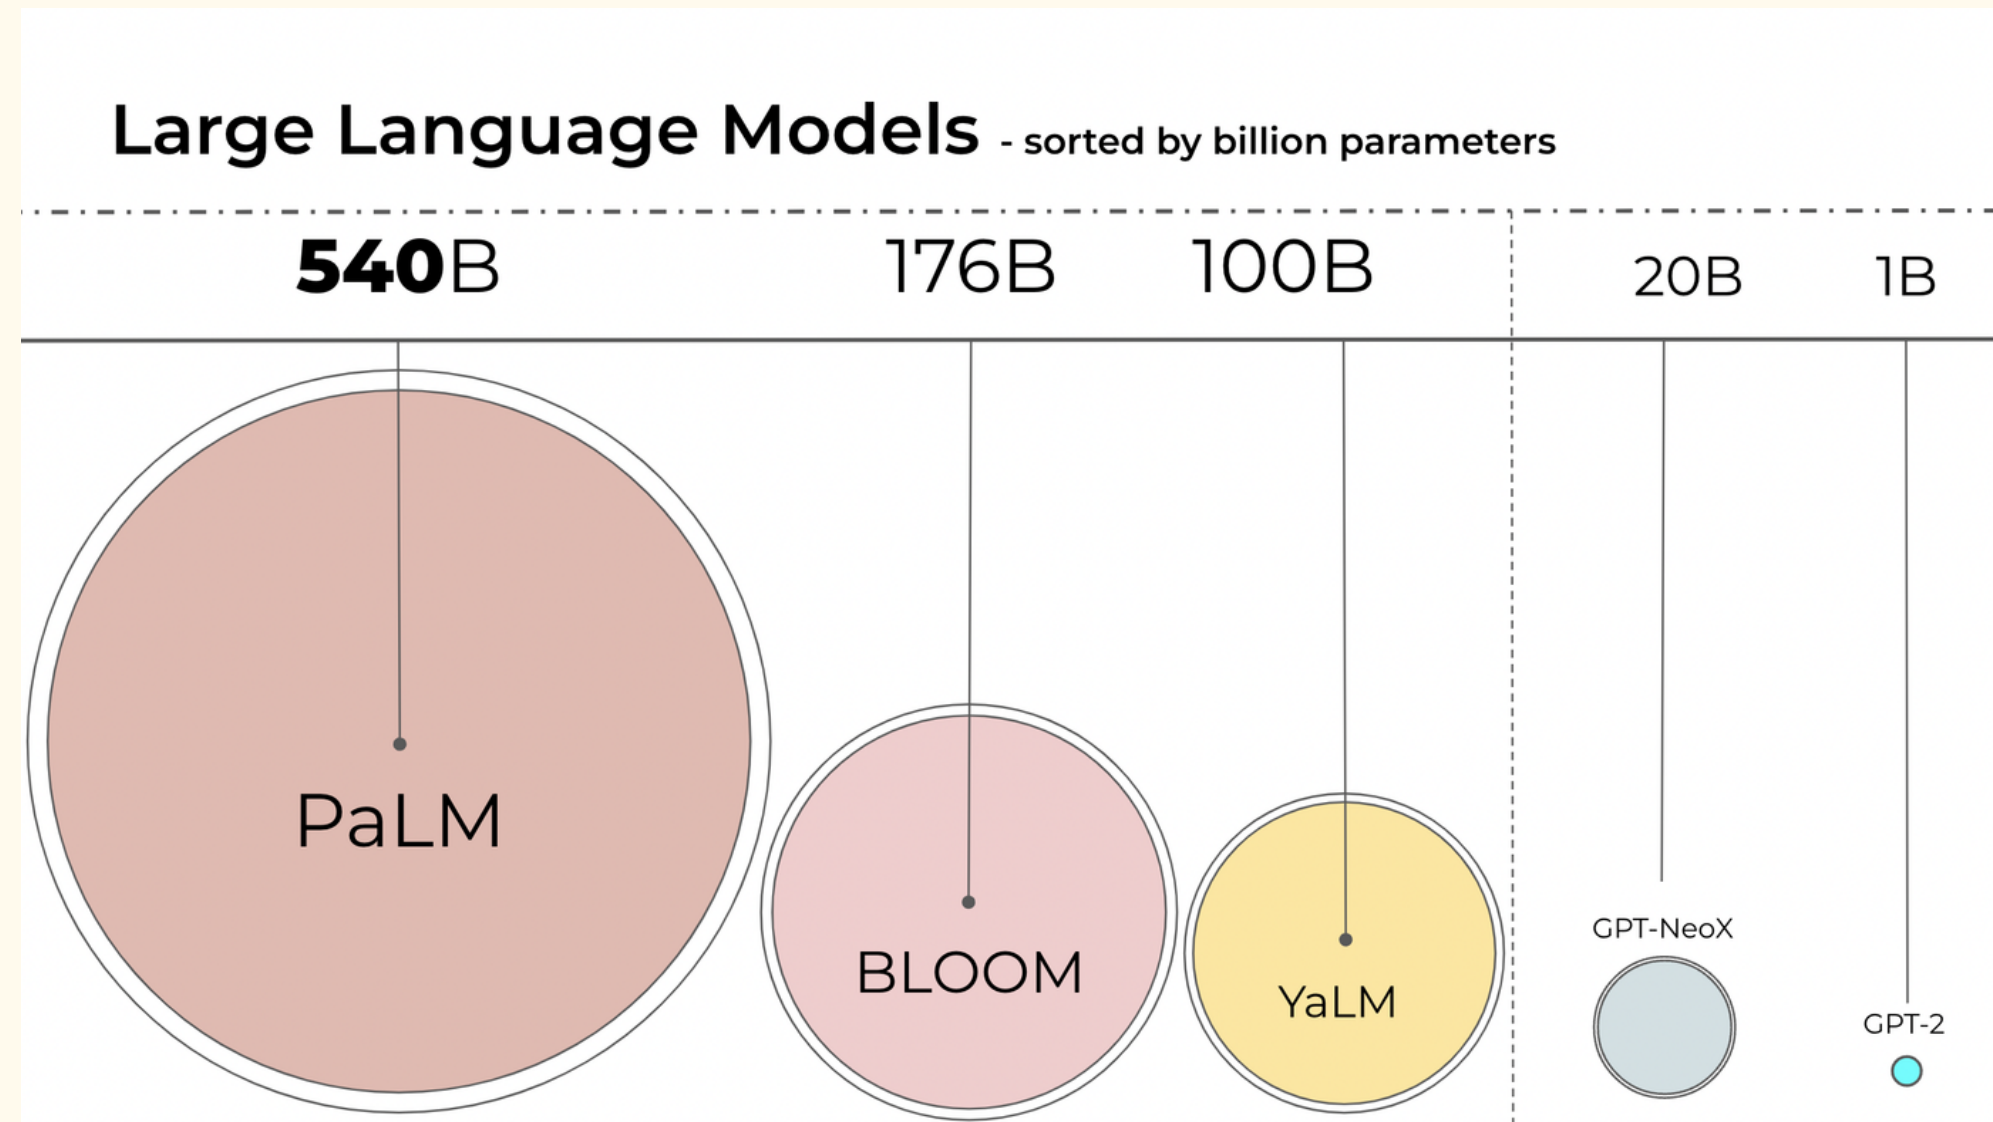 Large Language Models - sorted by billion parameters
540B 176B 100B 20B 1B
PaLM
BLOOM
YaLM
GPT-NeoX
GPT-2